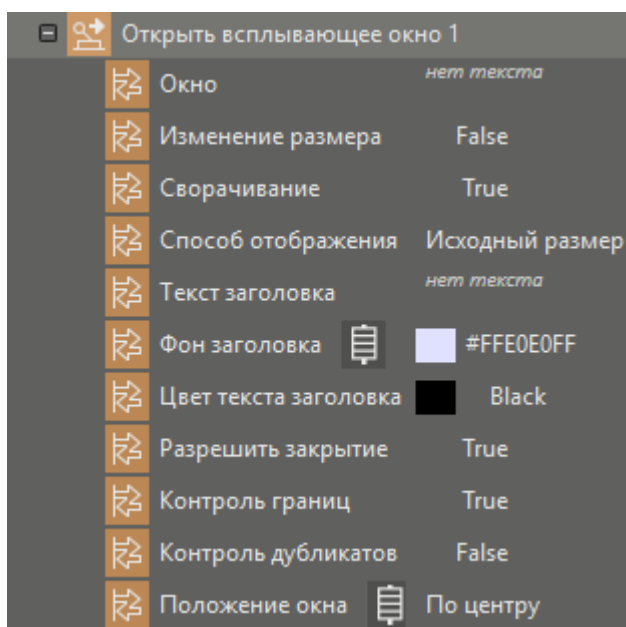 Открыть всплывающее окно 1
Окно нет текста
Изменение размера False
Сворачивание True
Способ отображения Исходный размер
Текст заголовка нет текста
Фон заголовка #FFE0E0FF
Цвет текста заголовка Black
Разрешить закрытие True
Контроль границ True
Контроль дубликатов False
Положение окна По центру